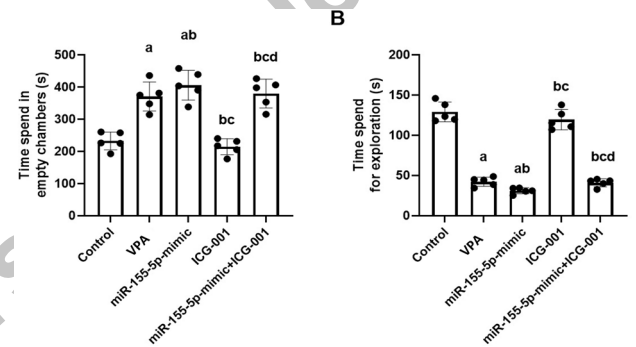 B
Time spend in
empty chambers (s)
500
400
300
200
100
0
a
ab
bc
bcd
Control
VPA
miR-155-5p-mimic
ICG-001
miR-155-5p-mimic+ICG-001
Time spend
for exploration (s)
200
150
100
50
0
a
ab
bc
bcd
Control
VPA
miR-155-5p-mimic
ICG-001
miR-155-5p-mimic+ICG-001